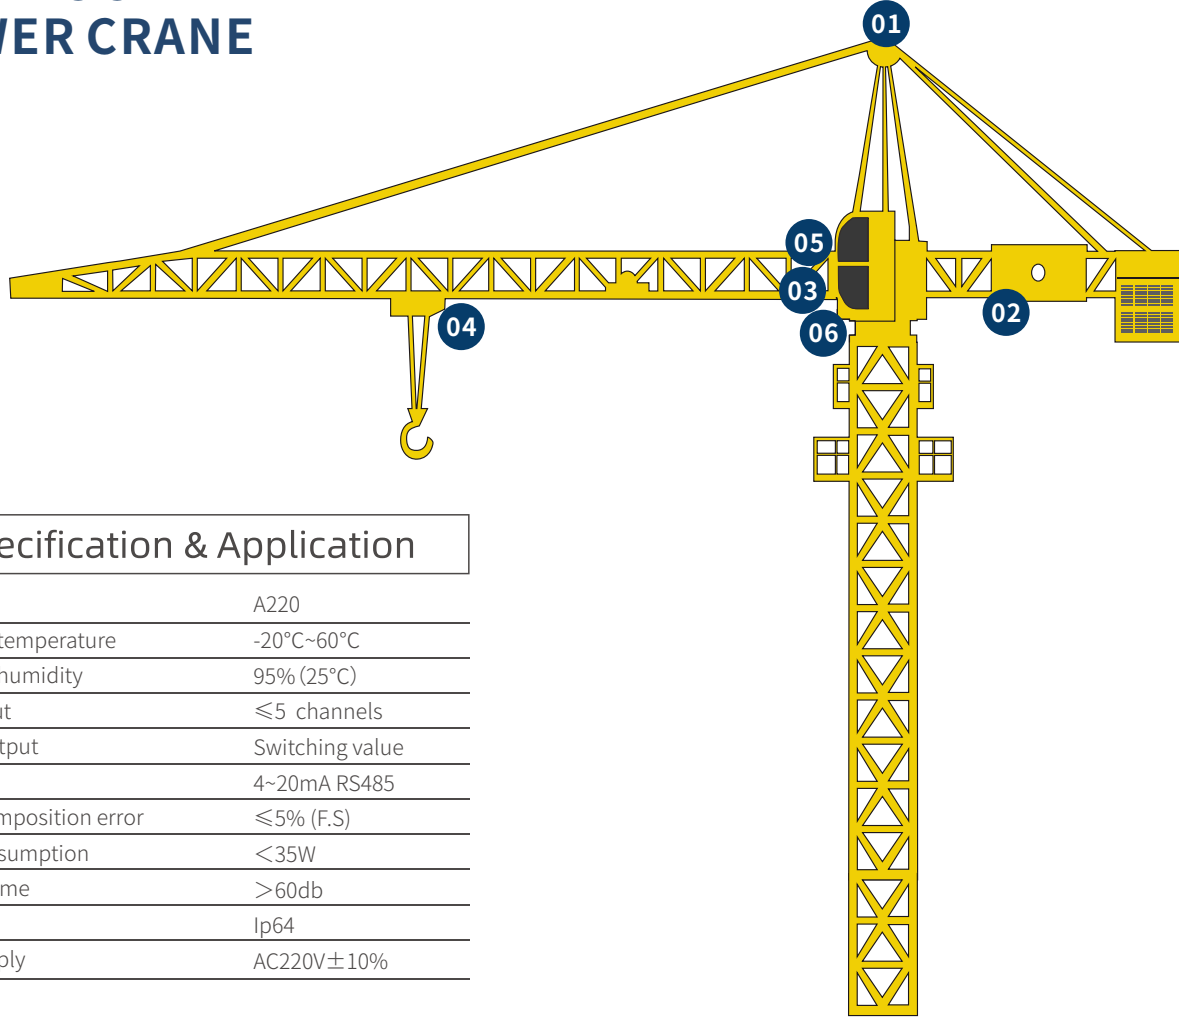 WER CRANE
01
05
03
04
02
06
ecification & Application
A220
temperature -20°C~60°C
humidity 95%(25°C)
ut ≤5 channels
tput Switching value
4~20mA RS485
mposition error ≤5% (F.S)
sumption <35W
me >60db
Ip64
ply AC220V±10%